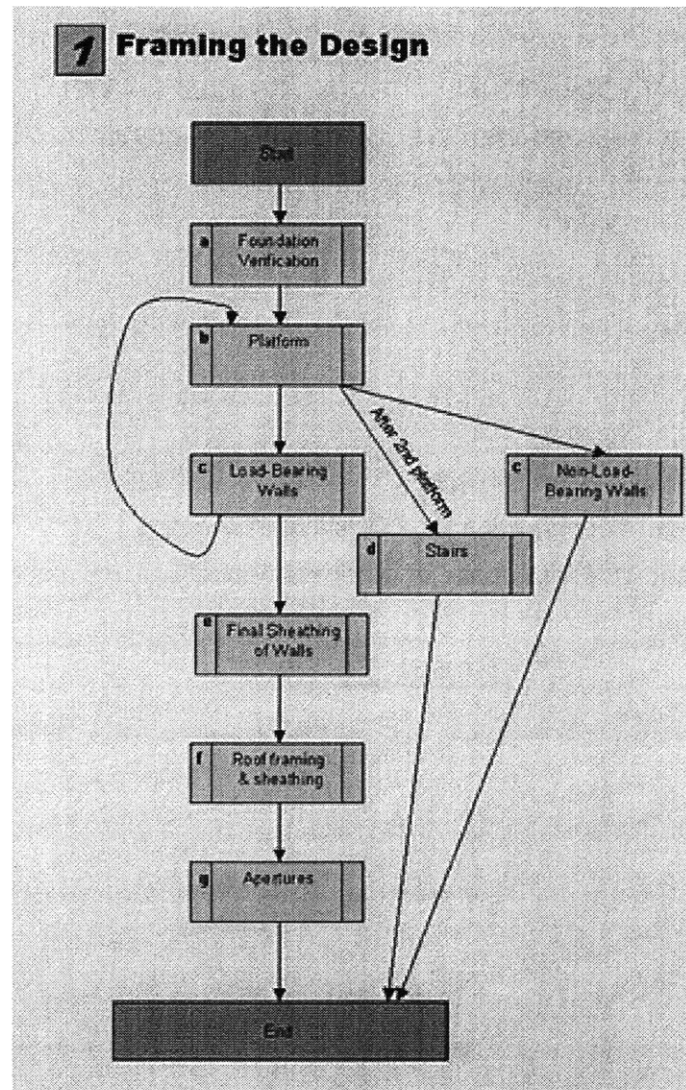 1 Framing the Design
Start
a Foundation
Verification
b Platform
After 2nd platform
c Load-Bearing
Walls
c Non-Load-
Bearing Walls
d Stairs
e Final Sheathing
of Walls
f Roof framing
& sheathing
g Apertures
End